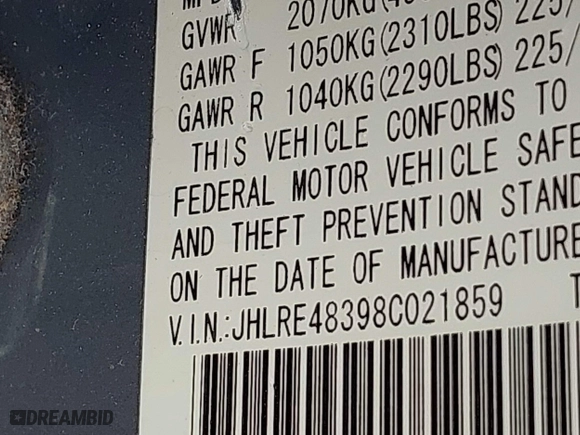 GVWR 2070KG(
GAWR F 1050KG(2310LBS) 225/
GAWR R 1040KG(2290LBS) 225/
THIS VEHICLE CONFORMS TO
FEDERAL MOTOR VEHICLE SAFE
AND THEFT PREVENTION STAND
ON THE DATE OF MANUFACTURE
V.I.N.:JHLRE48398C021859 T
DREAMBID